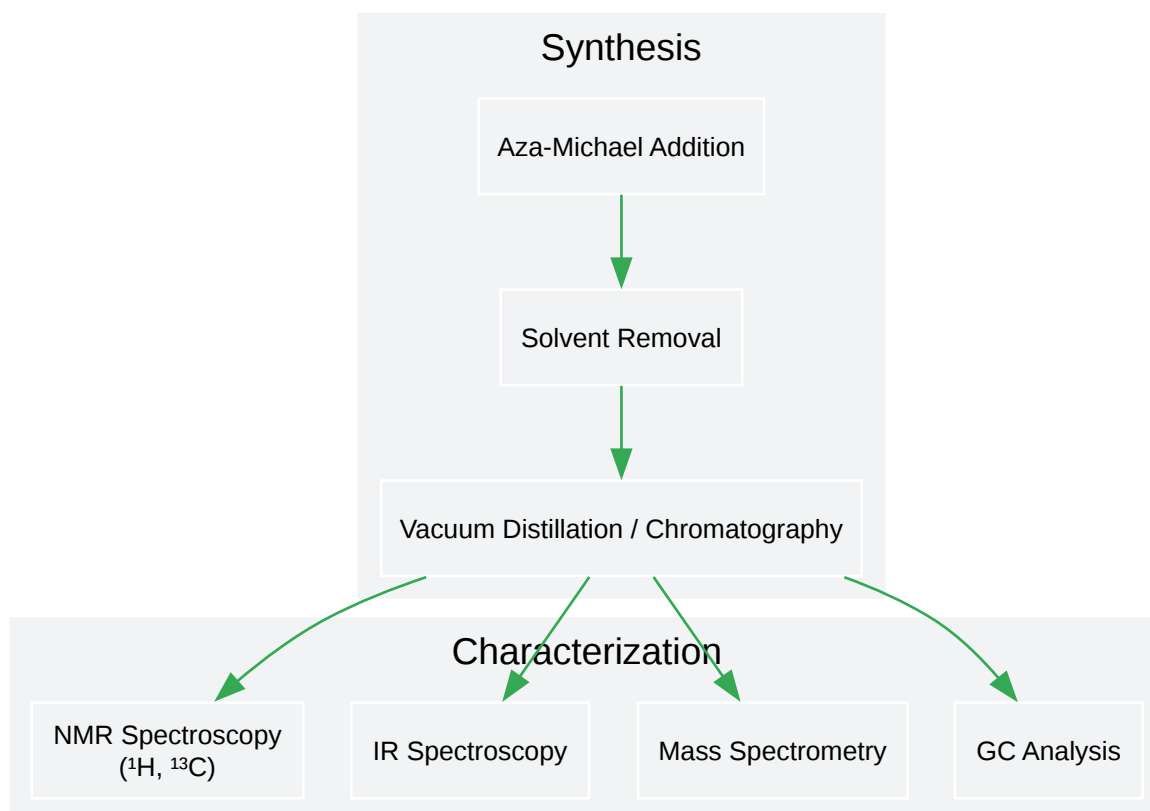 Synthesis
Aza-Michael Addition
Solvent Removal
Vacuum Distillation / Chromatography
Characterization
NMR Spectroscopy
(¹H, ¹³C)
IR Spectroscopy
Mass Spectrometry
GC Analysis